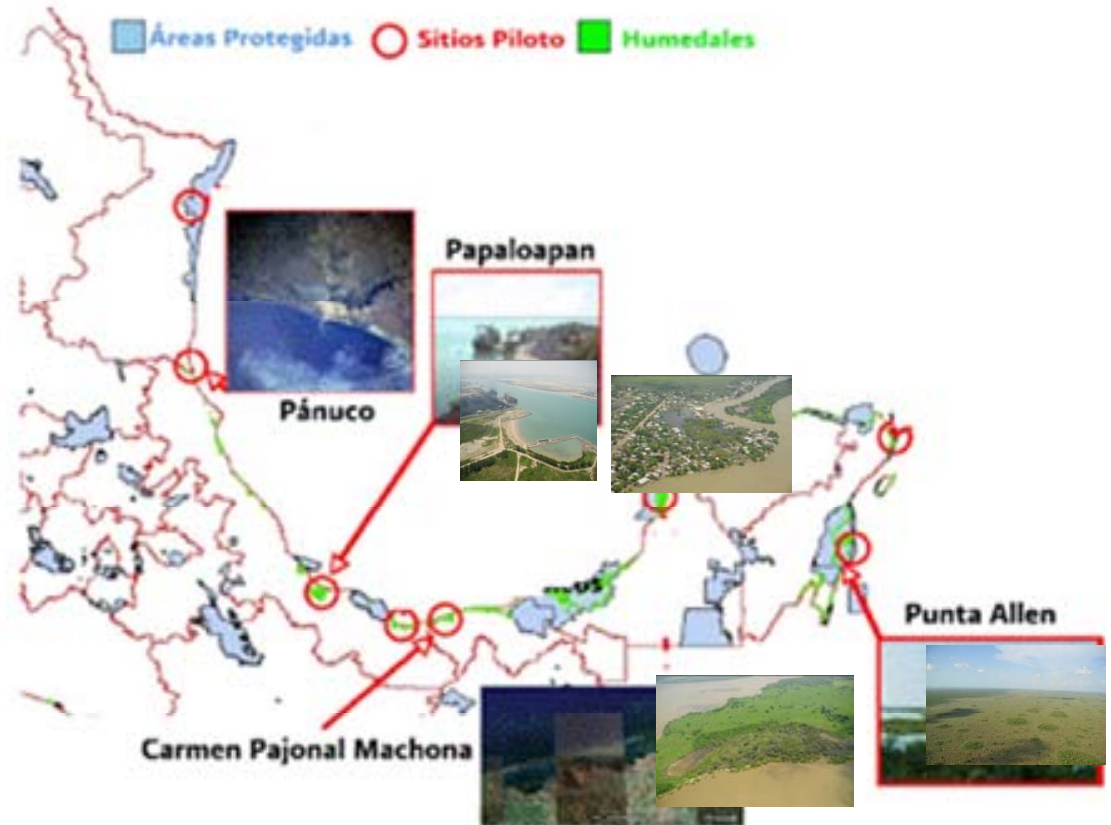 Áreas Protegidas Sitios Piloto Humedales
Papaloapan
Pánuco
Punta Allen
Carmen Pajonal Machona